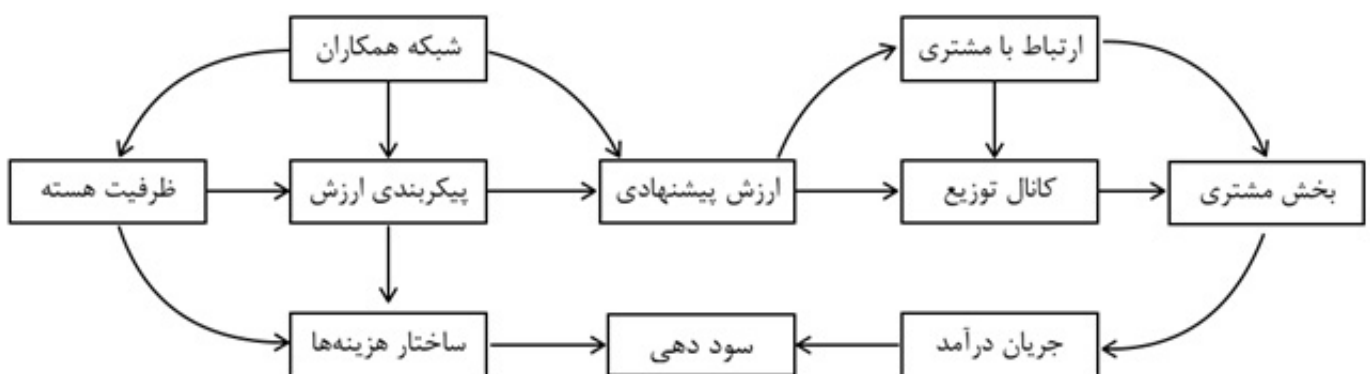 شبکه همکاران
ارتباط با مشتری
ظرفیت هسته
پیکربندی ارزش
ارزش پیشنهادی
کانال توزیع
بخش مشتری
ساختار هزینه‌ها
سود دهی
جریان درآمد